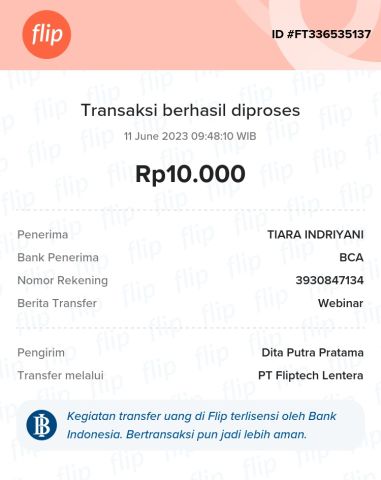 flip
ID #FT336535137
Transaksi berhasil diproses
11 June 2023 09:48:10 WIB
Rp10.000
Penerima TIARA INDRIYANI
Bank Penerima BCA
Nomor Rekening 3930847134
Berita Transfer Webinar
Pengirim Dita Putra Pratama
Transfer melalui PT Fliptech Lentera
Kegiatan transfer uang di Flip terlisensi oleh Bank
Indonesia. Bertransaksi pun jadi lebih aman.